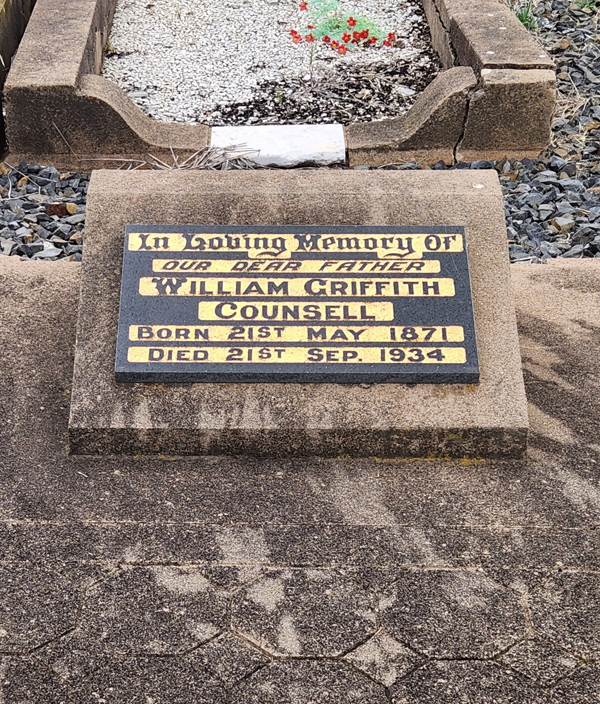 In Loving Memory Of
OUR DEAR FATHER
WILLIAM GRIFFITH
COUNSELL
BORN 21ST MAY 1871
DIED 21ST SEP. 1934